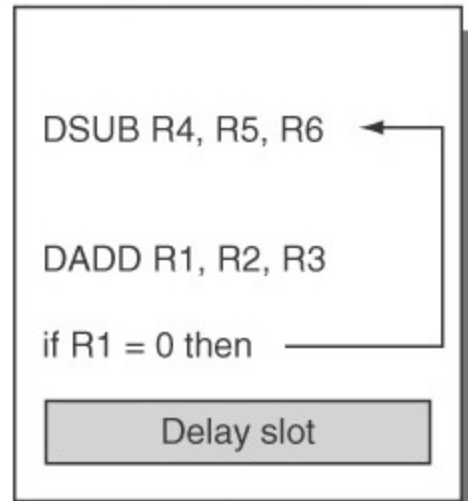 DSUB R4, R5, R6
DADD R1, R2, R3
if R1 = 0 then
Delay slot